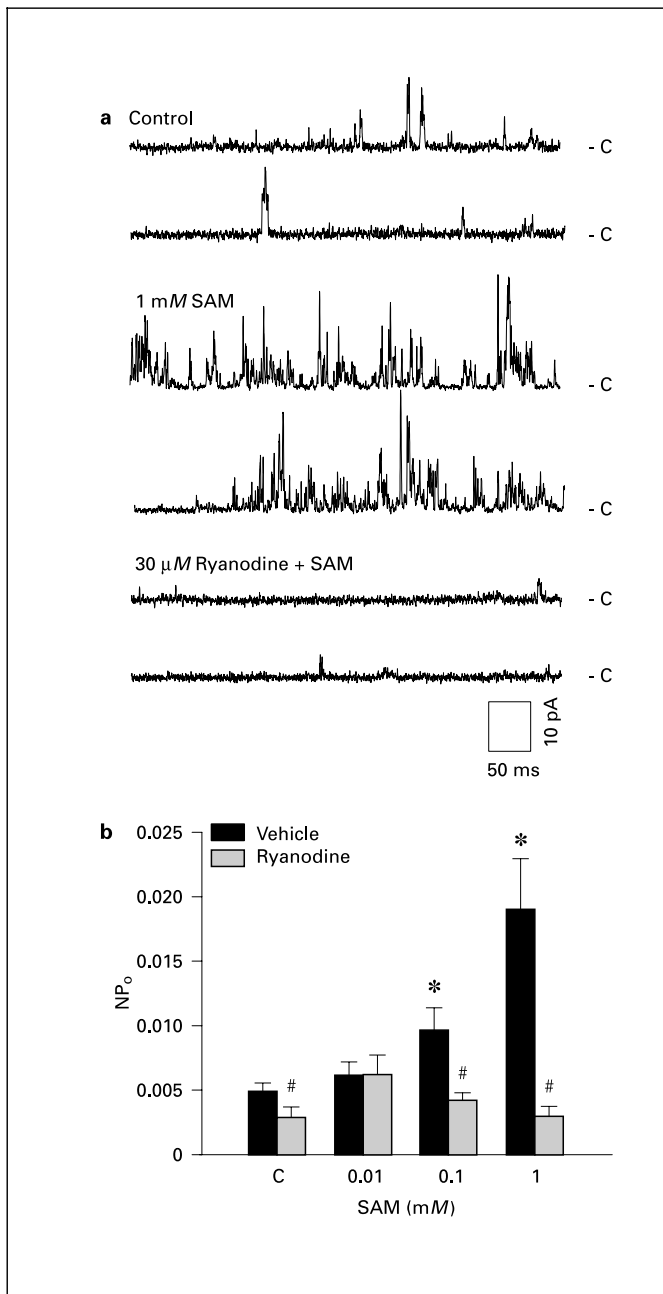 a Control
- C
- C
1 mM SAM
- C
- C
30 μM Ryanodine + SAM
- C
- C
10 pA
50 ms
b
Vehicle
Ryanodine
0.025
0.020
0.015
0.010
0.005
0
NPo
*
*
#
#
#
C 0.01 0.1 1
SAM (mM)